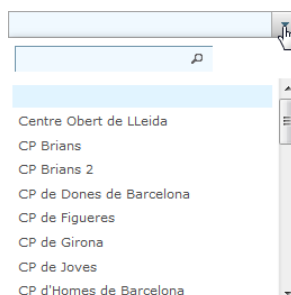 Centre Obert de LLeida
CP Brians
CP Brians 2
CP de Dones de Barcelona
CP de Figueres
CP de Girona
CP de Joves
CP d'Homes de Barcelona